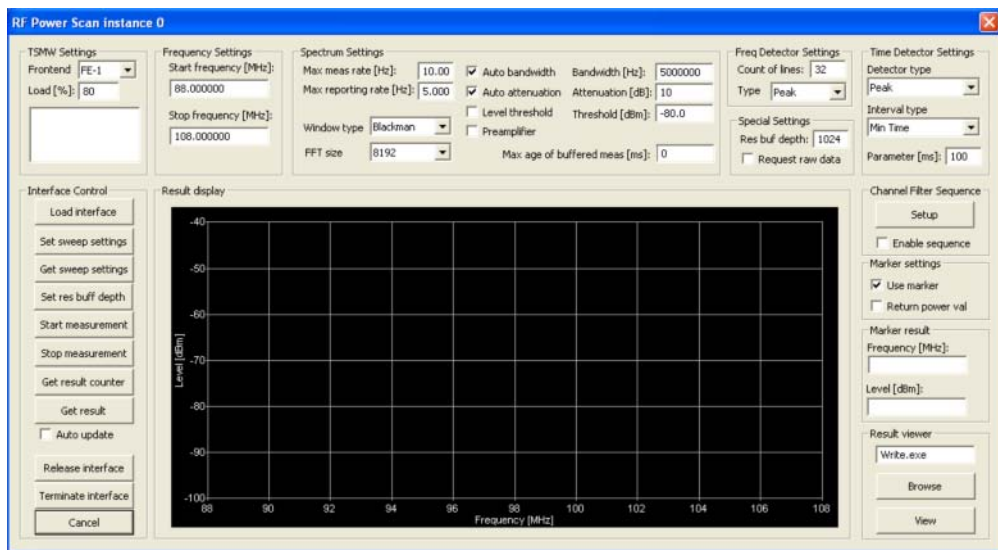 RF Power Scan instance 0
TSMW Settings
Frontend FE-1
Load [%]: 80
Frequency Settings
Start frequency [MHz]:
88.000000
Stop frequency [MHz]:
108.000000
Spectrum Settings
Max meas rate [Hz]: 10.00
Max reporting rate [Hz]: 5.000
Window type Blackman
FFT size 8192
Auto bandwidth
Auto attenuation
Level threshold
Preamplifier
Bandwidth [Hz]: 5000000
Attenuation [dB]: 10
Threshold [dBm]: -80.0
Max age of buffered meas [ms]: 0
Freq Detector Settings
Count of lines: 32
Type Peak
Special Settings
Res buf depth: 1024
Request raw data
Time Detector Settings
Detector type
Peak
Interval type
Min Time
Parameter [ms]: 100
Interface Control
Load interface
Set sweep settings
Get sweep settings
Set res buff depth
Start measurement
Stop measurement
Get result counter
Get result
Auto update
Release interface
Terminate interface
Cancel
Result display
Level [dBm]
-40
-50
-60
-70
-80
-90
-100
88 90 92 94 96 98 100 102 104 106 108
Frequency [MHz]
Channel Filter Sequence
Setup
Enable sequence
Marker settings
Use marker
Return power val
Marker result
Frequency [MHz]:
Level [dBm]:
Result viewer
Write.exe
Browse
View